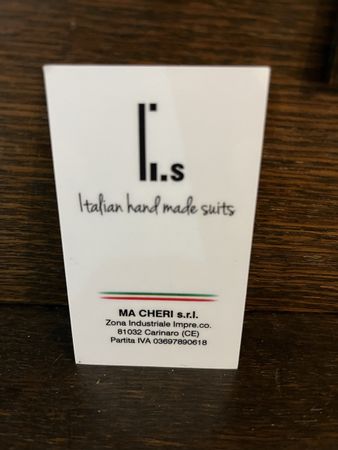 i.s
Italian hand made suits
MA CHERI s.r.l.
Zona Industriale Impre.co.
81032 Carinaro (CE)
Partita IVA 03697890618